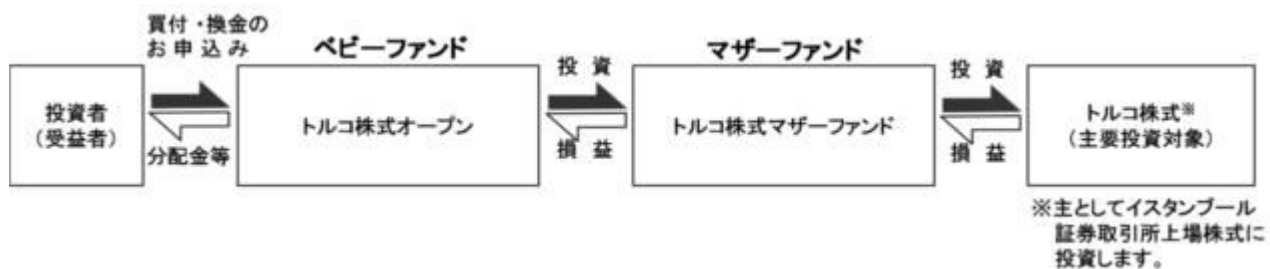 買付・換金の
お申込み
ベビーファンド
マザーファンド
投資
投資
投資者
(受益者)
トルコ株式オープン
トルコ株式マザーファンド
トルコ株式※
(主要投資対象)
分配金等
損益
損益
※主としてイスタンブール
証券取引所上場株式に
投資します。